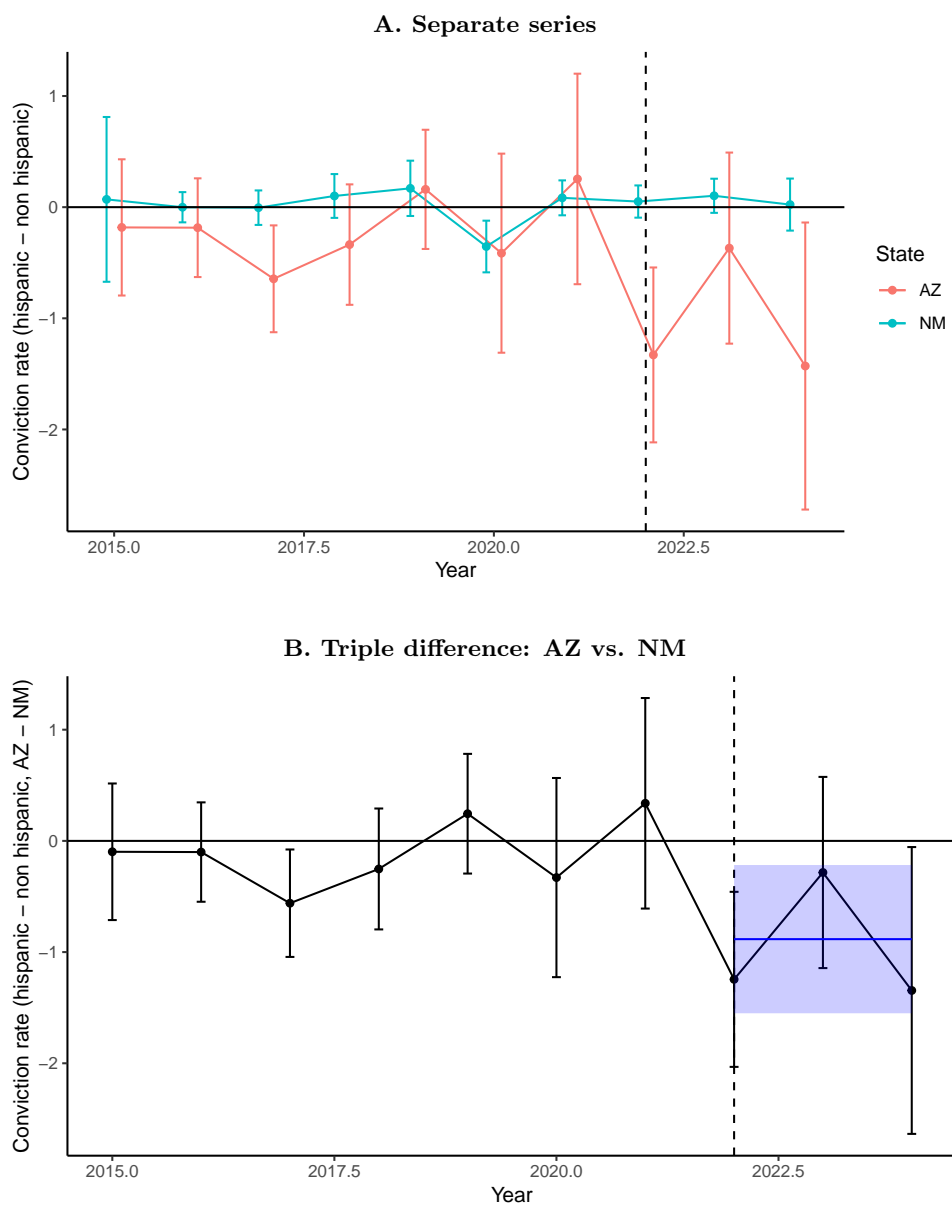 A. Separate series
Conviction rate (hispanic − non hispanic)
1
0
−1
−2
2015.0
2017.5
2020.0
2022.5
Year
State
AZ
NM
B. Triple difference: AZ vs. NM
Conviction rate (hispanic − non hispanic, AZ − NM)
1
0
−1
−2
2015.0
2017.5
2020.0
2022.5
Year